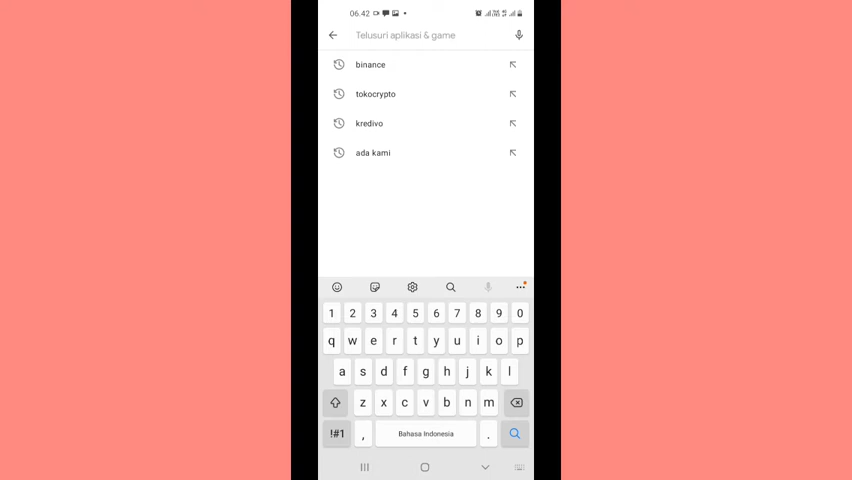 06.42
Telusuri aplikasi & game
binance
tokocrypto
kredivo
ada kami
1 2 3 4 5 6 7 8 9 0
q w e r t y u i o p
a s d f g h j k l
z x c v b n m
!#1 , Bahasa Indonesia .